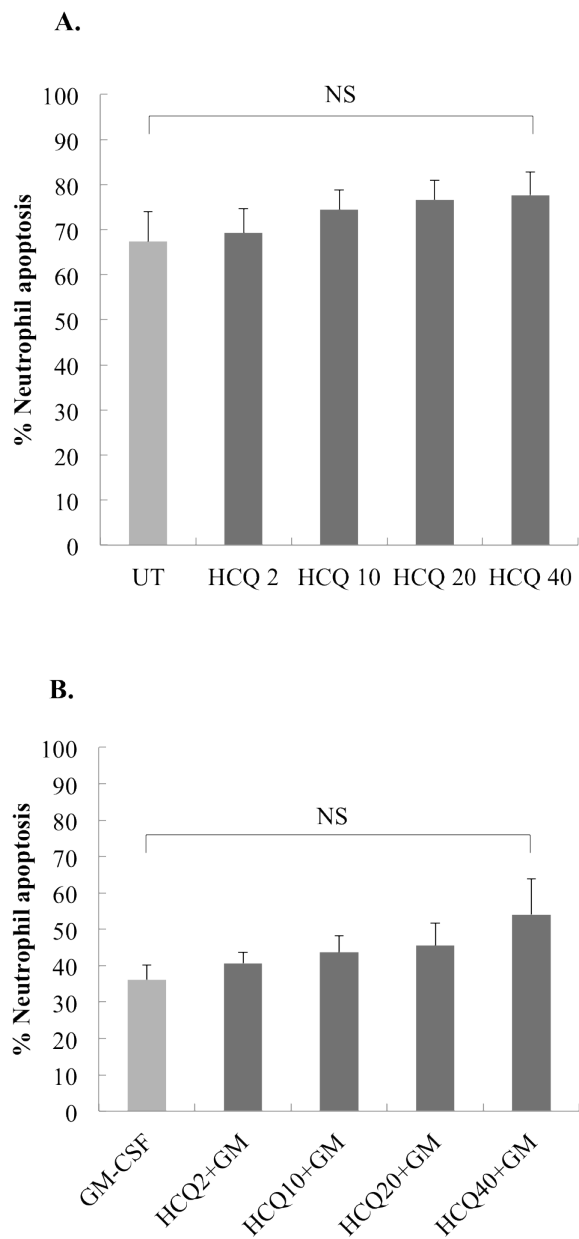 A.
NS
% Neutrophil apoptosis
100
90
80
70
60
50
40
30
20
10
0
UT HCQ 2 HCQ 10 HCQ 20 HCQ 40
B.
NS
% Neutrophil apoptosis
100
90
80
70
60
50
40
30
20
10
0
GM-CSF
HCQ2+GM
HCQ10+GM
HCQ20+GM
HCQ40+GM